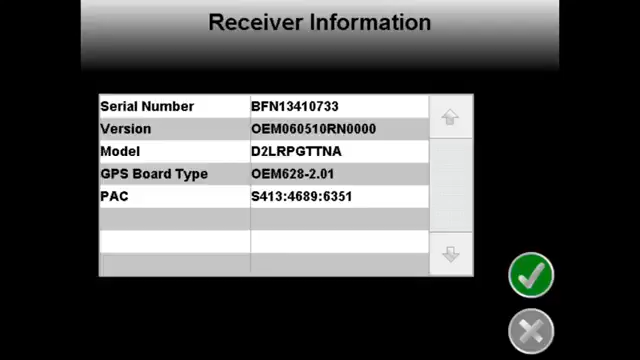 Receiver Information
Serial Number BFN13410733
Version OEM060510RN0000
Model D2LRPGTTNA
GPS Board Type OEM628-2.01
PAC S413:4689:6351